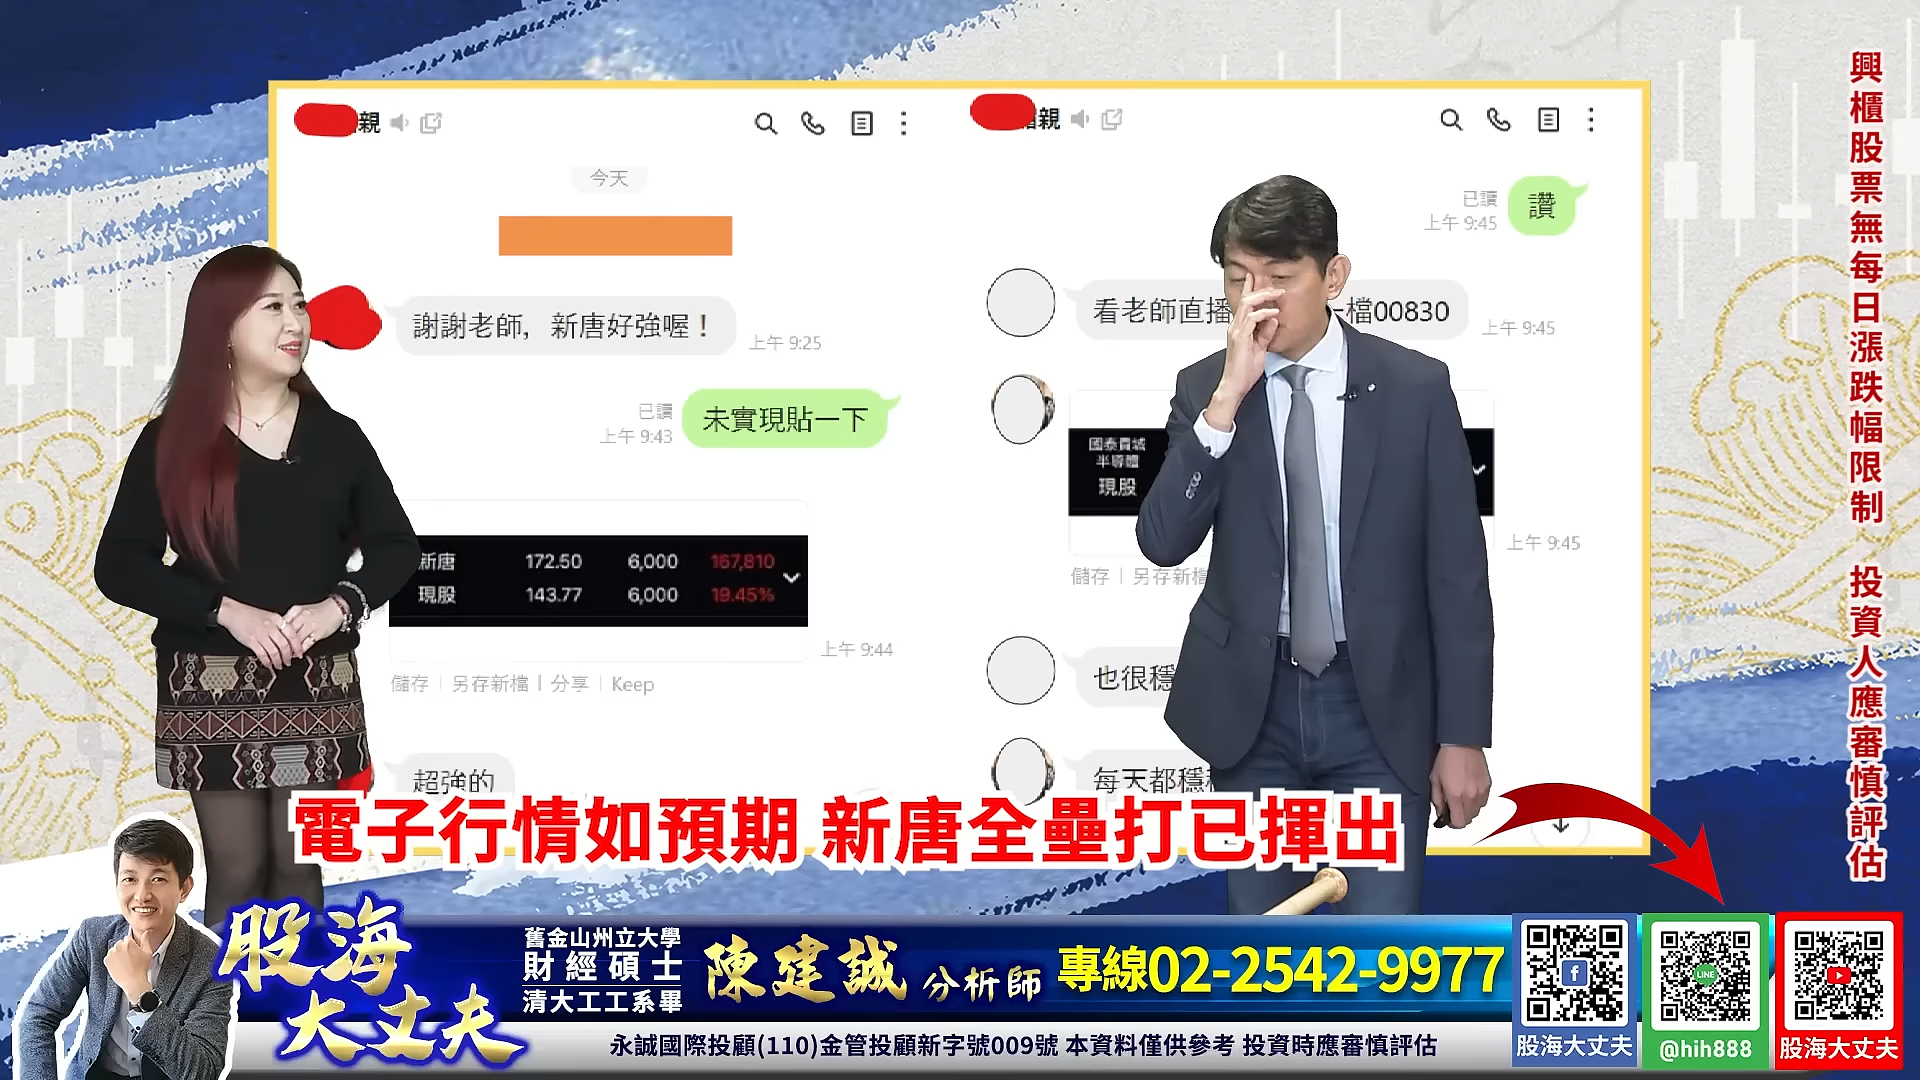 親
今天
謝謝老師，新唐好強喔！
上午 9:25
已讀
上午 9:43
未實現貼一下
新唐 172.50 6,000 167,810
現股 143.77 6,000 19.45%
上午 9:44
儲存 | 另存新檔 | 分享 | Keep
超強的
親
已讀
上午 9:45
讚
看老師直播 一檔00830
上午 9:45
國泰費城
半導體
現股
上午 9:45
儲存 | 另存新檔
也很穩
每天都穩
興櫃股票無每日漲跌幅限制 投資人應審慎評估
電子行情如預期 新唐全壘打已揮出
股海
大丈夫
舊金山州立大學
財經碩士
清大工工系畢
陳建誠 分析師
專線02-2542-9977
永誠國際投顧(110)金管投顧新字號009號 本資料僅供參考 投資時應審慎評估
股海大丈夫
LINE
@hih888
股海大丈夫